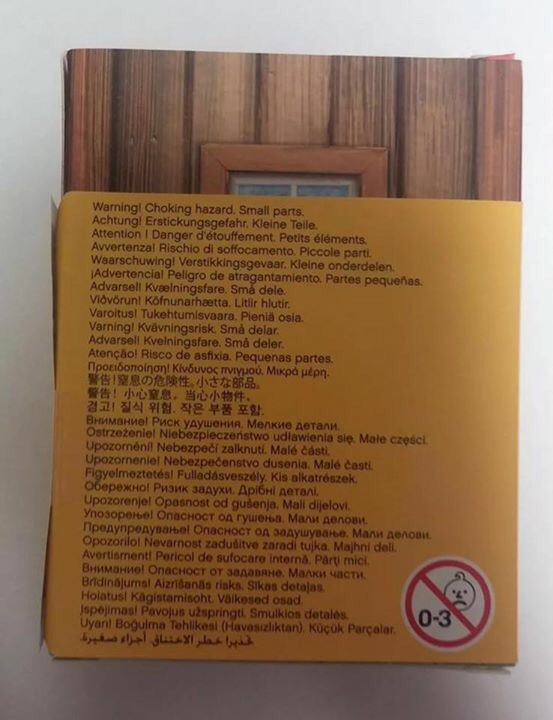 Warning! Choking hazard. Small parts.
Achtung! Erstickungsgefahr. Kleine Teile.
Attention ! Danger d'étouffement. Petits éléments.
Avvertenza! Rischio di soffocamento. Piccole parti.
Waarschuwing! Verstikkingsgevaar. Kleine onderdelen.
¡Advertencia! Peligro de atragantamiento. Partes pequeñas.
Advarsel! Kvælningsfare. Små dele.
Viðvörun! Köfnunarhætta. Litlir hlutir.
Varoitus! Tukehtumisvaara. Pieniä osia.
Varning! Kvävningsrisk. Små delar.
Advarsel! Kvelningsfare. Små deler.
Atenção! Risco de asfixia. Pequenas partes.
Προειδοποίηση! Κίνδυνος πνιγμού. Μικρά μέρη.
警告!窒息の危険性。小さな部品。
警告! 小心窒息。当心小物件。
경고! 질식 위험. 작은 부품 포함.
Внимание! Риск удушения. Мелкие детали.
Ostrzeżenie! Niebezpieczeństwo udławienia się. Małe części.
Upozornění! Nebezpečí zalknutí. Malé části.
Upozornenie! Nebezpečenstvo dusenia. Malé časti.
Figyelmeztetés! Fulladásveszély. Kis alkatrészek.
Обережно! Ризик задухи. Дрібні деталі.
Upozorenje! Opasnost od gušenja. Mali dijelovi.
Упозорење! Опасност од гушења. Мали делови.
Предупредување! Опасност од задушување. Мали делови.
Opozorilo! Nevarnost zadušitve zaradi tujka. Majhni deli.
Avertisment! Pericol de sufocare internă. Părţi mici.
Внимание! Опасност от задавяне. Малки части.
Brīdinājums! Aizrīšanās risks. Sīkas detaļas.
Hoiatus! Kägistamisoht. Väikesed osad.
Įspėjimas! Pavojus užspringti. Smulkios detalės.
Uyarı! Boğulma Tehlikesi (Havasızlıktan). Küçük Parçalar.
تحذير! خطر الاختناق. أجزاء صغيرة.
0-3